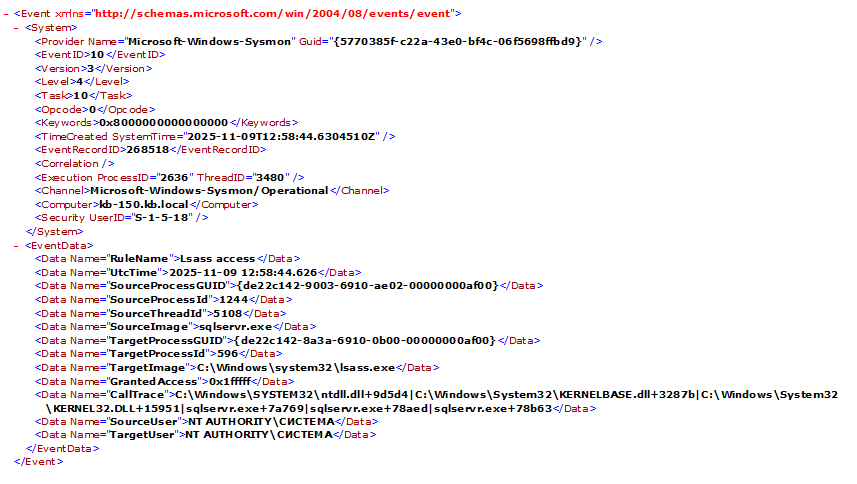 - <Event xmlns="http://schemas.microsoft.com/win/2004/08/events/event">
- <System>
<Provider Name="Microsoft-Windows-Sysmon" Guid="{5770385f-c22a-43e0-bf4c-06f5698ffbd9}" />
<EventID>10</EventID>
<Version>3</Version>
<Level>4</Level>
<Task>10</Task>
<Opcode>0</Opcode>
<Keywords>0x8000000000000000</Keywords>
<TimeCreated SystemTime="2025-11-09T12:58:44.6304510Z" />
<EventRecordID>268518</EventRecordID>
<Correlation />
<Execution ProcessID="2636" ThreadID="3480" />
<Channel>Microsoft-Windows-Sysmon/Operational</Channel>
<Computer>kb-150.kb.local</Computer>
<Security UserID="S-1-5-18" />
</System>
- <EventData>
<Data Name="RuleName">Lsass access</Data>
<Data Name="UtcTime">2025-11-09 12:58:44.626</Data>
<Data Name="SourceProcessGUID">{de22c142-9003-6910-ae02-00000000af00}</Data>
<Data Name="SourceProcessId">1244</Data>
<Data Name="SourceThreadId">5108</Data>
<Data Name="SourceImage">sqlservr.exe</Data>
<Data Name="TargetProcessGUID">{de22c142-8a3a-6910-0b00-00000000af00}</Data>
<Data Name="TargetProcessId">596</Data>
<Data Name="TargetImage">C:\Windows\system32\lsass.exe</Data>
<Data Name="GrantedAccess">0x1fffff</Data>
<Data Name="CallTrace">C:\Windows\SYSTEM32\ntdll.dll+9d5d4|C:\Windows\System32\KERNELBASE.dll+3287b|C:\Windows\System32
\KERNEL32.DLL+15951|sqlservr.exe+7a769|sqlservr.exe+78aed|sqlservr.exe+78b63</Data>
<Data Name="SourceUser">NT AUTHORITY\СИСТЕМА</Data>
<Data Name="TargetUser">NT AUTHORITY\СИСТЕМА</Data>
</EventData>
</Event>